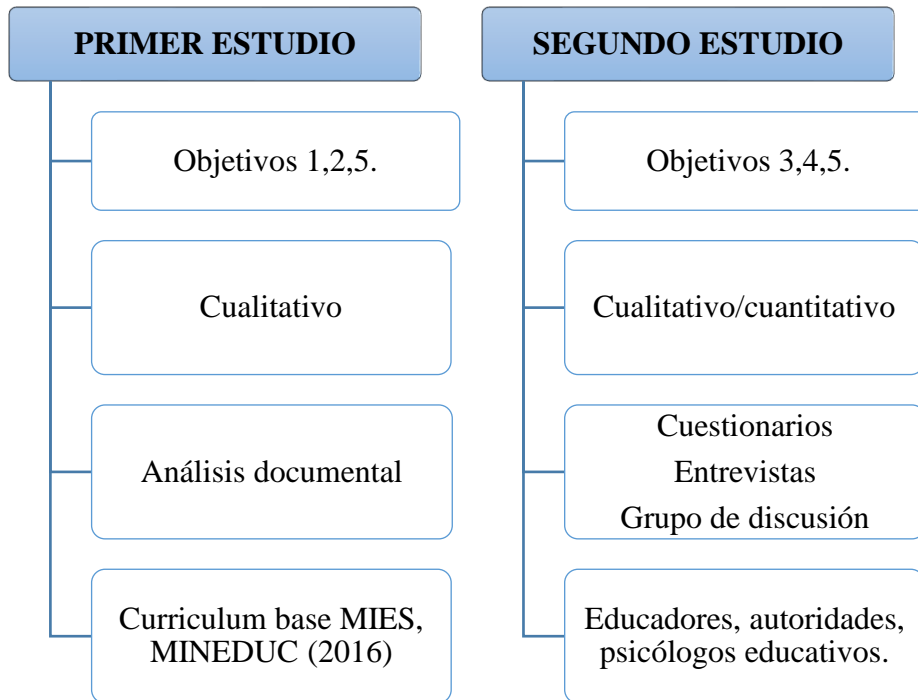 PRIMER ESTUDIO
Objetivos 1,2,5.
Cualitativo
Análisis documental
Curriculum base MIES,
MINEDUC (2016)
SEGUNDO ESTUDIO
Objetivos 3,4,5.
Cualitativo/cuantitativo
Cuestionarios
Entrevistas
Grupo de discusión
Educadores, autoridades,
psicólogos educativos.